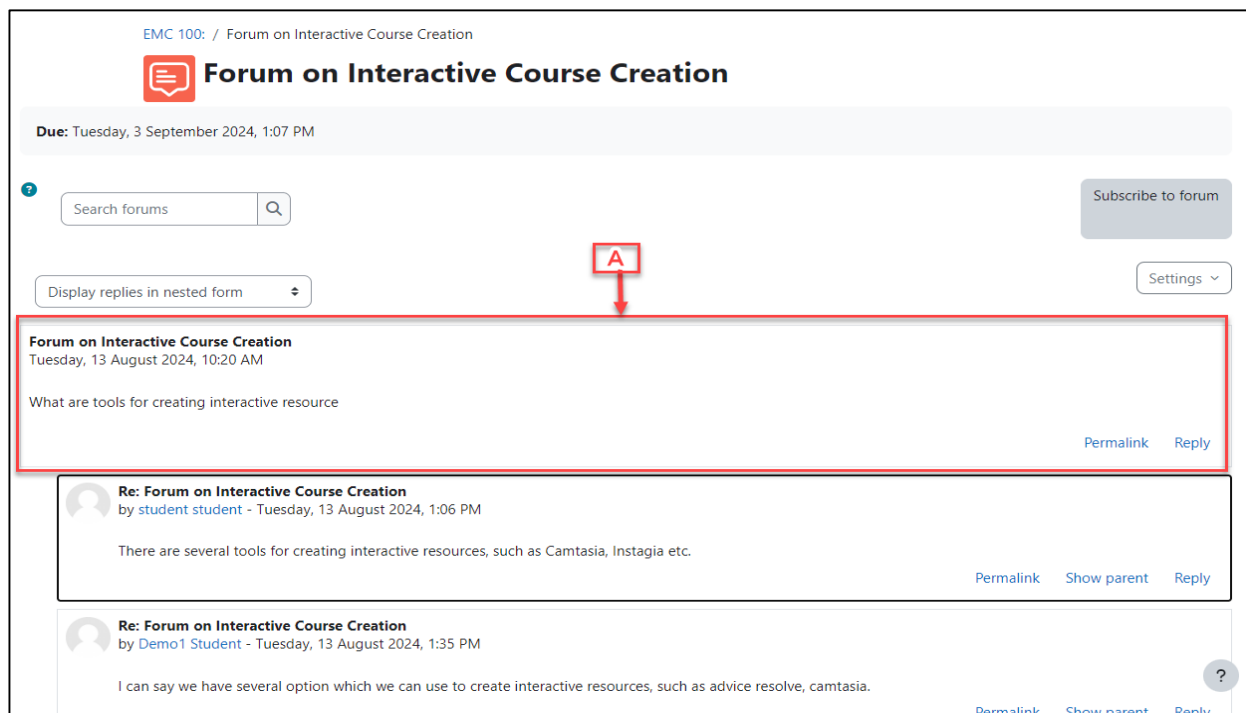 EMC 100: / Forum on Interactive Course Creation
Forum on Interactive Course Creation
Due: Tuesday, 3 September 2024, 1:07 PM
?
Search forums
Subscribe to forum
A
Settings
Display replies in nested form
Forum on Interactive Course Creation
Tuesday, 13 August 2024, 10:20 AM
What are tools for creating interactive resource
Permalink Reply
Re: Forum on Interactive Course Creation
by student student - Tuesday, 13 August 2024, 1:06 PM
There are several tools for creating interactive resources, such as Camtasia, Instagia etc.
Permalink Show parent Reply
Re: Forum on Interactive Course Creation
by Demo1 Student - Tuesday, 13 August 2024, 1:35 PM
I can say we have several option which we can use to create interactive resources, such as advice resolve, camtasia.
?
Permalink Show parent Reply